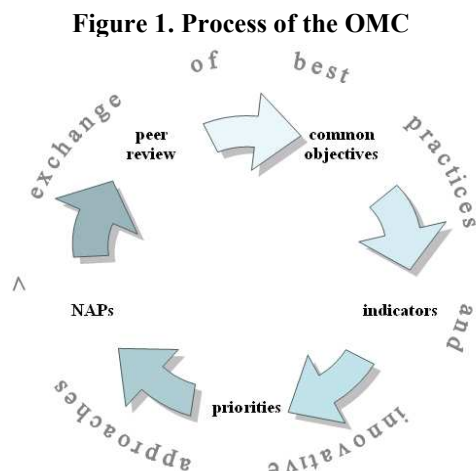 Figure 1. Process of the OMC
exchange of best practices and innovative approaches >
peer
review
common
objectives
indicators
priorities
NAPs